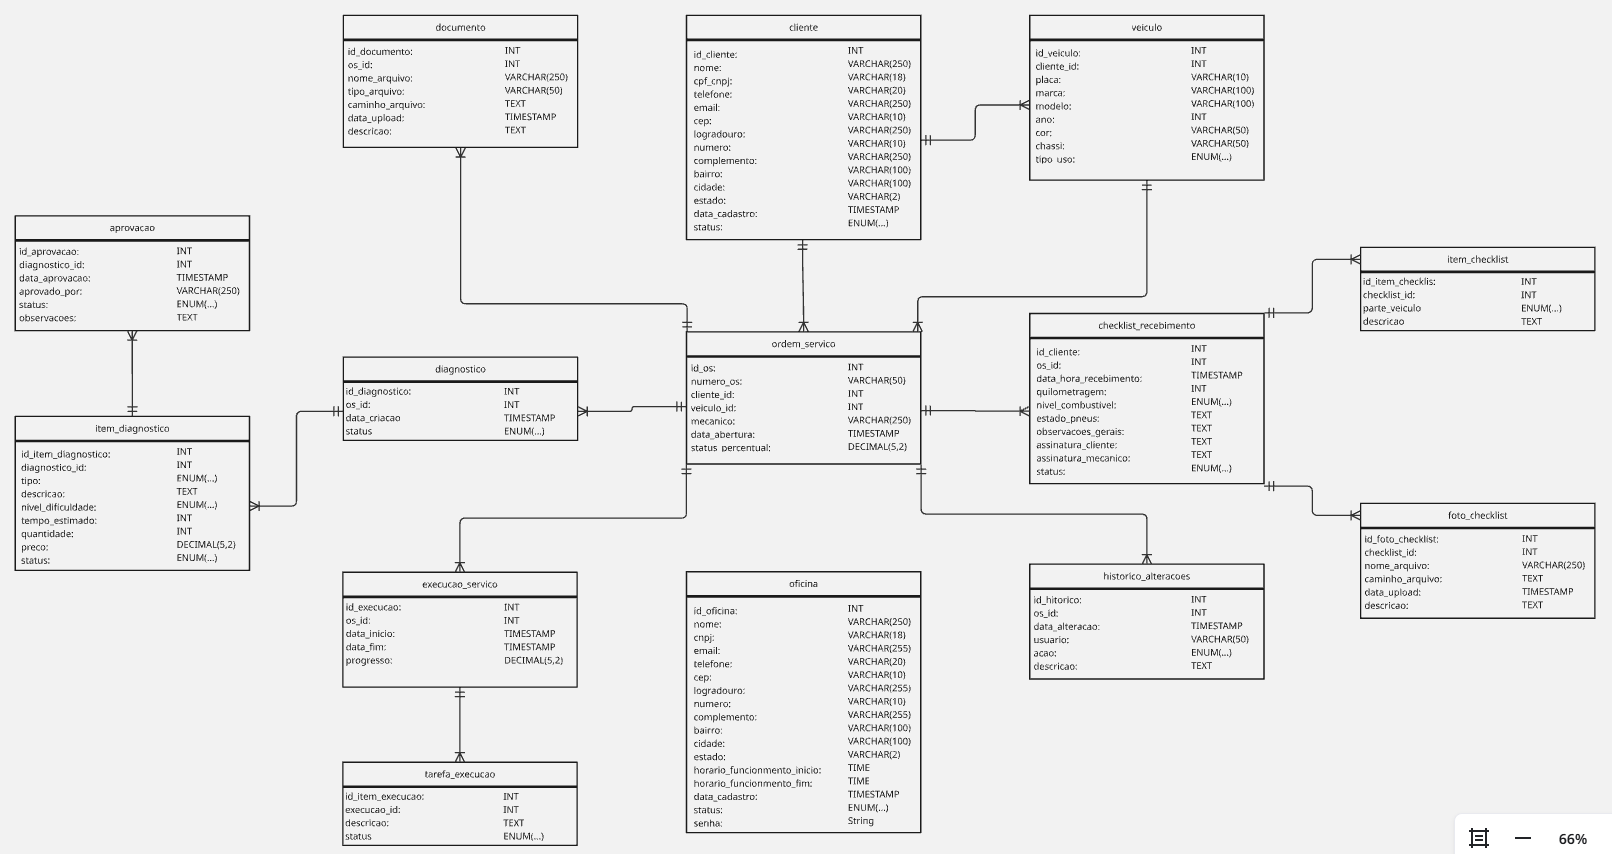 documento
id_documento: INT
os_id: INT
nome_arquivo: VARCHAR(250)
tipo_arquivo: VARCHAR(50)
caminho_arquivo: TEXT
data_upload: TIMESTAMP
descricao: TEXT
cliente
id_cliente: INT
nome: VARCHAR(250)
cpf_cnpj: VARCHAR(18)
telefone: VARCHAR(20)
email: VARCHAR(250)
cep: VARCHAR(10)
logradouro: VARCHAR(250)
numero: VARCHAR(10)
complemento: VARCHAR(250)
bairro: VARCHAR(100)
cidade: VARCHAR(100)
estado: VARCHAR(2)
data_cadastro: TIMESTAMP
status: ENUM(...)
veiculo
id_veiculo: INT
cliente_id: INT
placa: VARCHAR(10)
marca: VARCHAR(100)
modelo: VARCHAR(100)
ano: INT
cor: VARCHAR(50)
chassi: VARCHAR(50)
tipo_uso: ENUM(...)
aprovacao
id_aprovacao: INT
diagnostico_id: INT
data_aprovacao: TIMESTAMP
aprovado_por: VARCHAR(250)
status: ENUM(...)
observacoes: TEXT
item_checklist
id_item_checklis: INT
checklist_id: INT
parte_veiculo ENUM(...)
descricao TEXT
diagnostico
id_diagnostico: INT
os_id: INT
data_criacao TIMESTAMP
status ENUM(...)
ordem_servico
id_os: INT
numero_os: VARCHAR(50)
cliente_id: INT
veiculo_id: INT
mecanico: VARCHAR(250)
data_abertura: TIMESTAMP
status_percentual: DECIMAL(5,2)
checklist_recebimento
id_cliente: INT
os_id: INT
data_hora_recebimento: TIMESTAMP
quilometragem: INT
nivel_combustivel: ENUM(...)
estado_pneus: TEXT
observacoes_gerais: TEXT
assinatura_cliente: TEXT
assinatura_mecanico: TEXT
status: ENUM(...)
item_diagnostico
id_item_diagnostico: INT
diagnostico_id: INT
tipo: ENUM(...)
descricao: TEXT
nivel_dificuldade: ENUM(...)
tempo_estimado: INT
quantidade: INT
preco: DECIMAL(5,2)
status: ENUM(...)
foto_checklist
id_foto_checklist: INT
checklist_id: INT
nome_arquivo: VARCHAR(250)
caminho_arquivo: TEXT
data_upload: TIMESTAMP
descricao: TEXT
execucao_servico
id_execucao: INT
os_id: INT
data_inicio: TIMESTAMP
data_fim: TIMESTAMP
progresso: DECIMAL(5,2)
oficina
id_oficina: INT
nome: VARCHAR(250)
cnpj: VARCHAR(18)
email: VARCHAR(255)
telefone: VARCHAR(20)
cep: VARCHAR(10)
logradouro: VARCHAR(255)
numero: VARCHAR(10)
complemento: VARCHAR(255)
bairro: VARCHAR(100)
cidade: VARCHAR(100)
estado: VARCHAR(2)
horario_funcionmento_inicio: TIME
horario_funcionmento_fim: TIME
data_cadastro: TIMESTAMP
status: ENUM(...)
senha: String
historico_alteracoes
id_hitorico: INT
os_id: INT
data_alteracao: TIMESTAMP
usuario: VARCHAR(50)
acao: ENUM(...)
descricao: TEXT
tarefa_execucao
id_item_execucao: INT
execucao_id: INT
descricao: TEXT
status ENUM(...)
66%